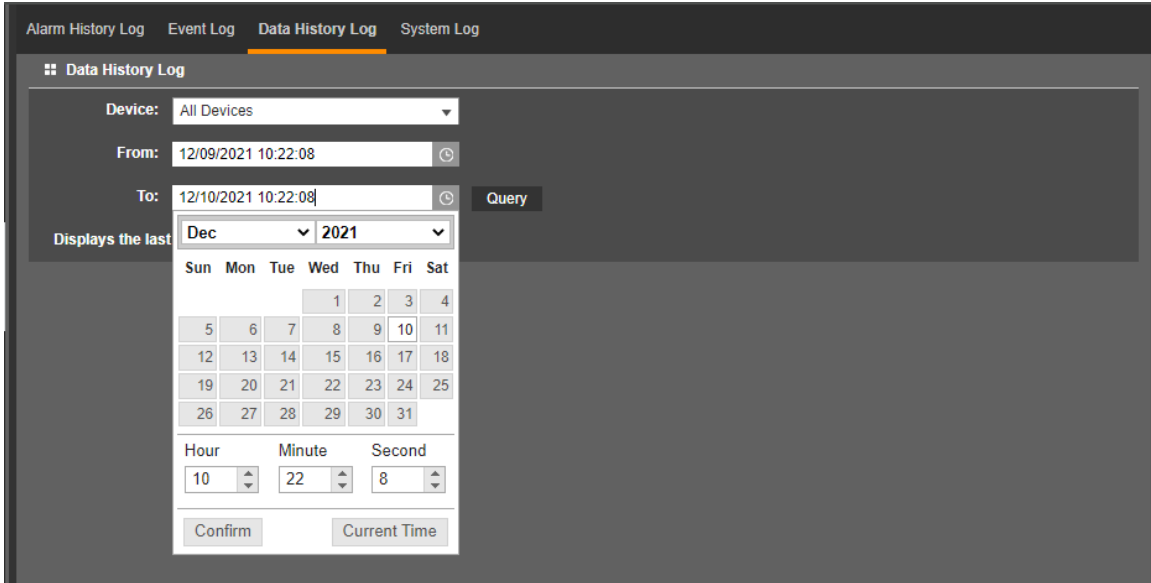 Alarm History Log Event Log Data History Log System Log
Data History Log
Device: All Devices
From: 12/09/2021 10:22:08
To: 12/10/2021 10:22:08 Query
Displays the last
Dec 2021
Sun Mon Tue Wed Thu Fri Sat
1 2 3 4
5 6 7 8 9 10 11
12 13 14 15 16 17 18
19 20 21 22 23 24 25
26 27 28 29 30 31
Hour Minute Second
10 22 8
Confirm Current Time